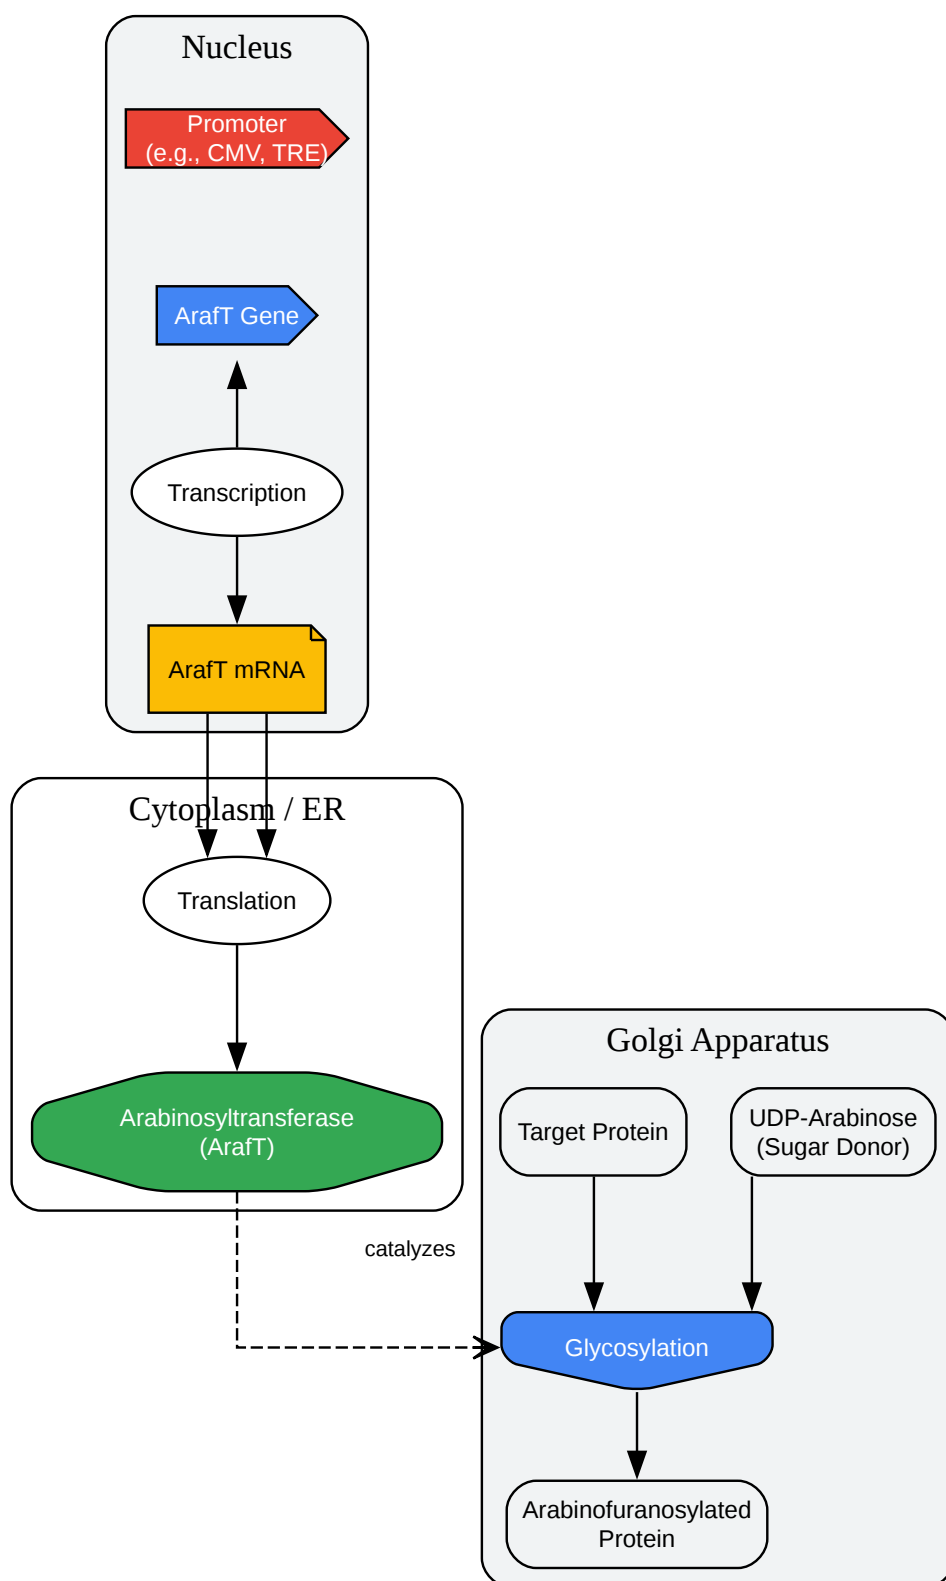 Nucleus
Promoter
(e.g., CMV, TRE)
ArafT Gene
Transcription
ArafT mRNA
Cytoplasm / ER
Translation
Arabinosyltransferase
(ArafT)
catalyzes
Golgi Apparatus
Target Protein
UDP-Arabinose
(Sugar Donor)
Glycosylation
Arabinofuranosylated
Protein